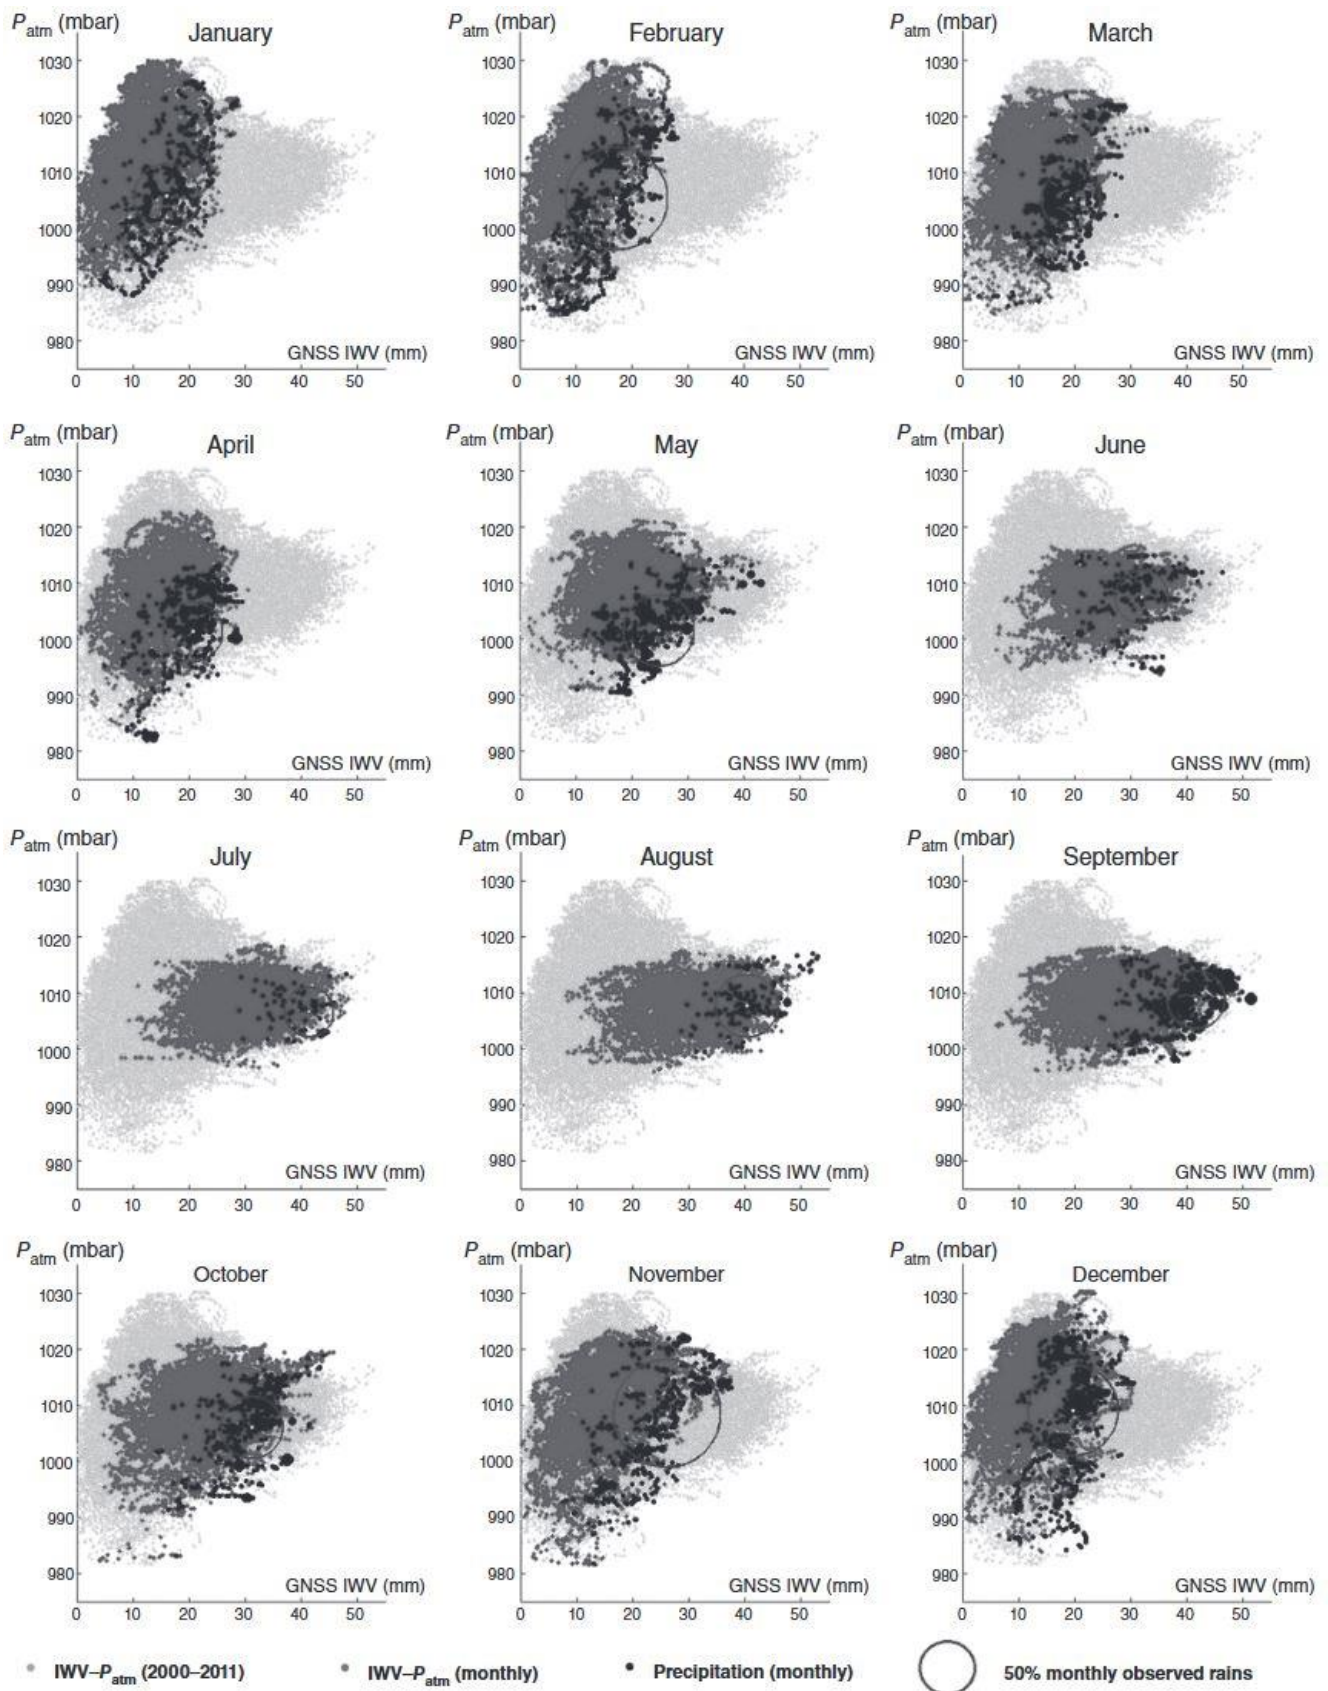 P_atm (mbar) January
1030
1020
1010
1000
990
980
GNSS IWV (mm)
0 10 20 30 40 50
P_atm (mbar) February
1030
1020
1010
1000
990
980
GNSS IWV (mm)
0 10 20 30 40 50
P_atm (mbar) March
1030
1020
1010
1000
990
980
GNSS IWV (mm)
0 10 20 30 40 50
P_atm (mbar) April
1030
1020
1010
1000
990
980
GNSS IWV (mm)
0 10 20 30 40 50
P_atm (mbar) May
1030
1020
1010
1000
990
980
GNSS IWV (mm)
0 10 20 30 40 50
P_atm (mbar) June
1030
1020
1010
1000
990
980
GNSS IWV (mm)
0 10 20 30 40 50
P_atm (mbar) July
1030
1020
1010
1000
990
980
GNSS IWV (mm)
0 10 20 30 40 50
P_atm (mbar) August
1030
1020
1010
1000
990
980
GNSS IWV (mm)
0 10 20 30 40 50
P_atm (mbar) September
1030
1020
1010
1000
990
980
GNSS IWV (mm)
0 10 20 30 40 50
P_atm (mbar) October
1030
1020
1010
1000
990
980
GNSS IWV (mm)
0 10 20 30 40 50
P_atm (mbar) November
1030
1020
1010
1000
990
980
GNSS IWV (mm)
0 10 20 30 40 50
P_atm (mbar) December
1030
1020
1010
1000
990
980
GNSS IWV (mm)
0 10 20 30 40 50
IWV–P_atm (2000–2011) IWV–P_atm (monthly) Precipitation (monthly) 50% monthly observed rains